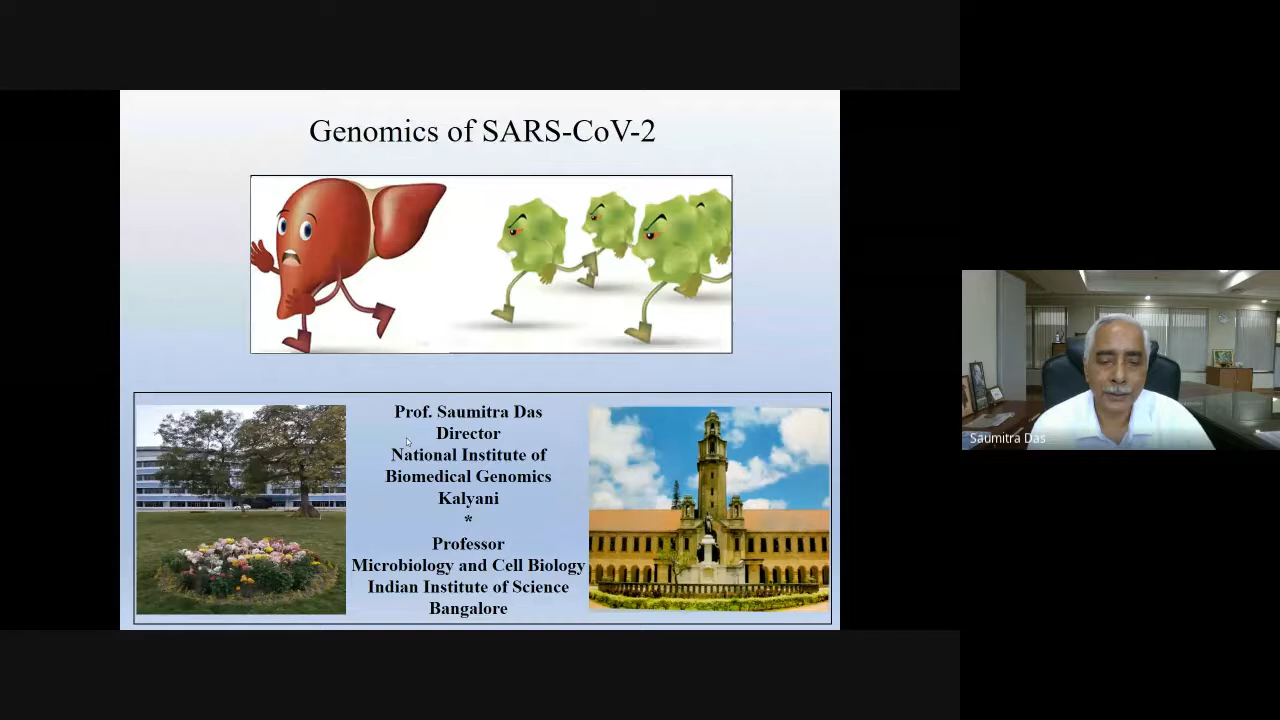 Genomics of SARS-CoV-2
Prof. Saumitra Das
Director
National Institute of
Biomedical Genomics
Kalyani
*
Professor
Microbiology and Cell Biology
Indian Institute of Science
Bangalore
Saumitra Das